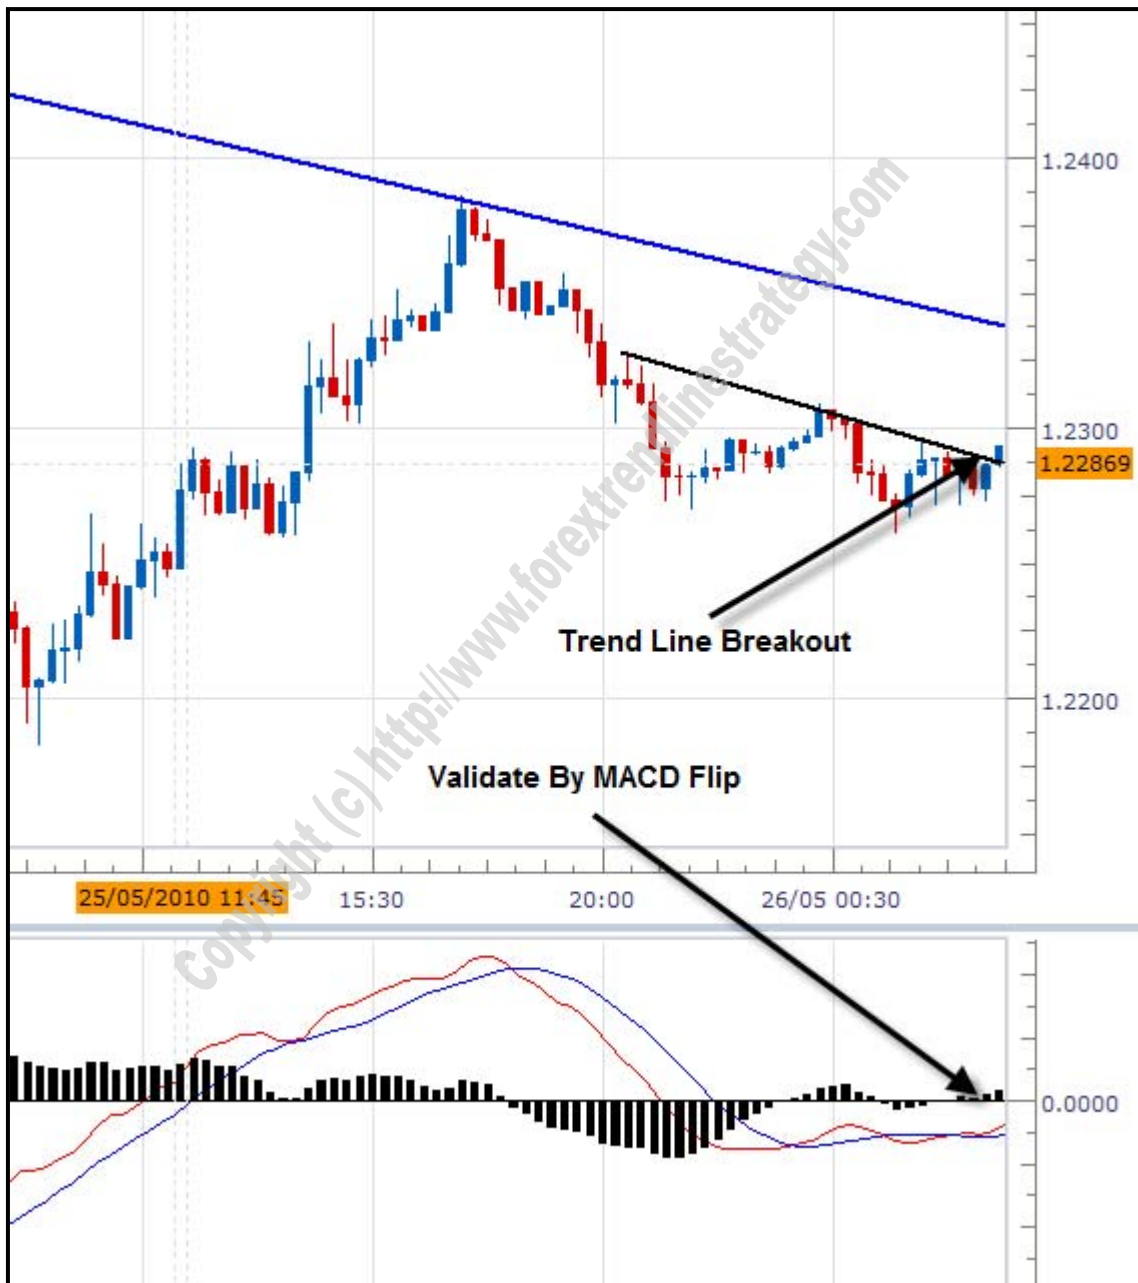 1.2400
1.2300
1.22869
Trend Line Breakout
1.2200
Validate By MACD Flip
25/05/2010 11:45 15:30 20:00 26/05 00:30
0.0000
Copyright (c) http://www.forextrendlinestrategy.com